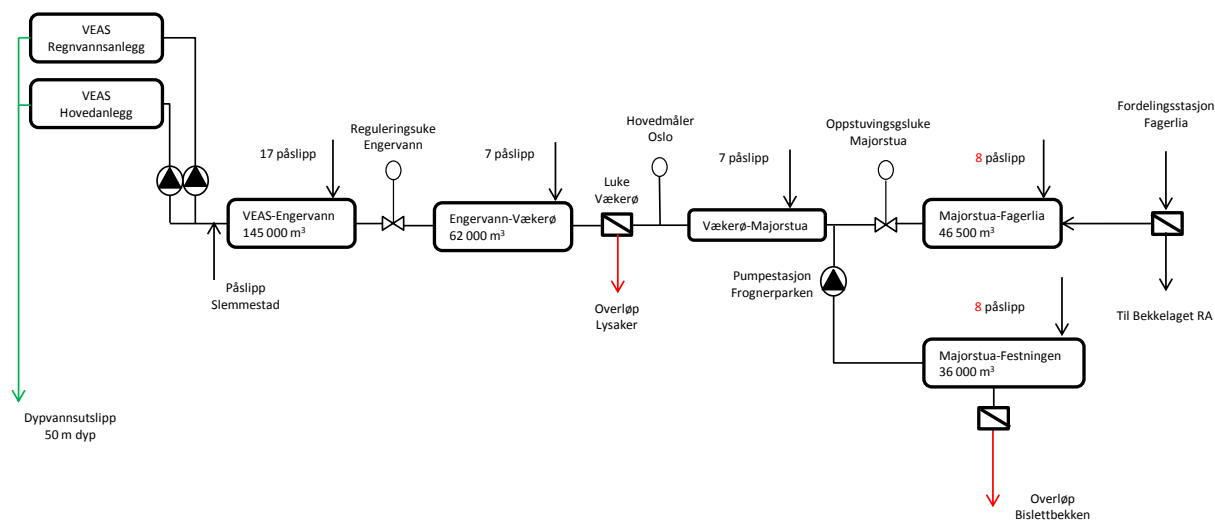 VEAS
Regnvannsanlegg
VEAS
Hovedanlegg
Dypvannsutslipp
50 m dyp
17 påslipp
VEAS-Engervann
145 000 m³
Påslipp
Slemmestad
Reguleringsuke
Engervann
7 påslipp
Engervann-Vækerø
62 000 m³
Luke
Vækerø
Overløp
Lysaker
Hovedmåler
Oslo
7 påslipp
Vækerø-Majorstua
Pumpestasjon
Frognerparken
Oppstuvingsgsluke
Majorstua
8 påslipp
Majorstua-Fagerlia
46 500 m³
Fordelingsstasjon
Fagerlia
Til Bekkelaget RA
8 påslipp
Majorstua-Festningen
36 000 m³
Overløp
Bislettbekken